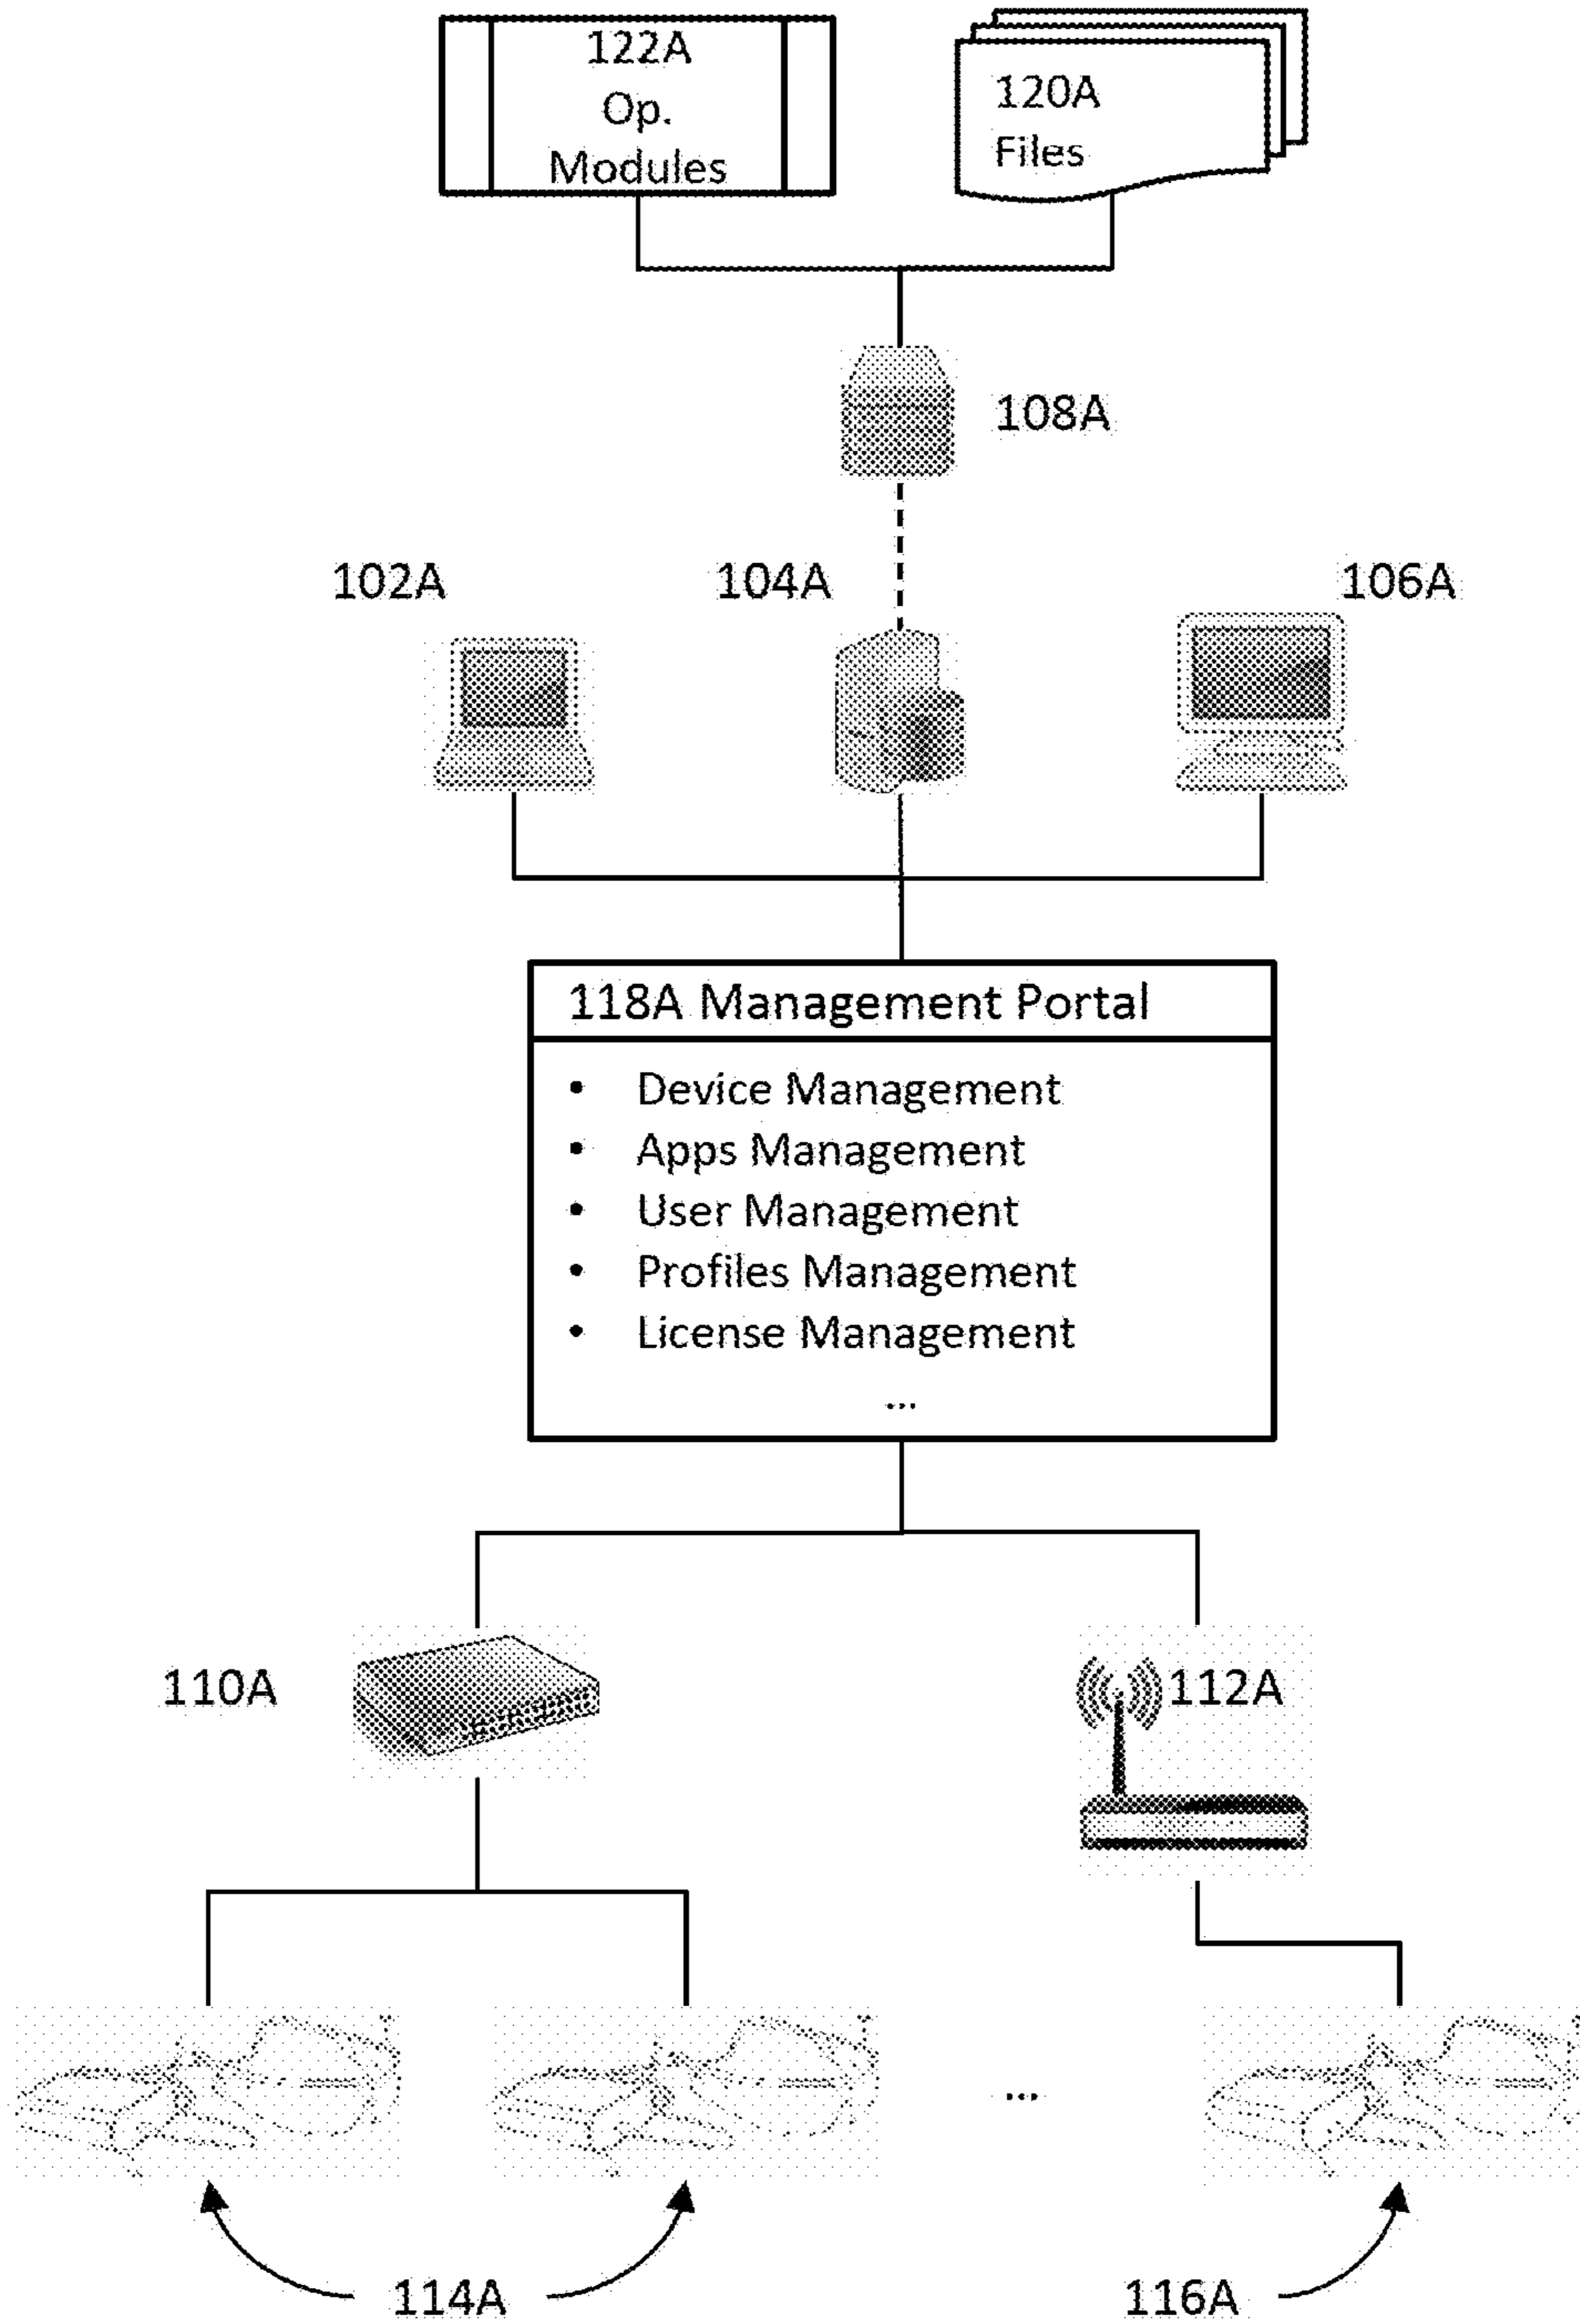 122A
Op.
Modules
120A
Files
108A
102A
104A
106A
118A Management Portal
• Device Management
• Apps Management
• User Management
• Profiles Management
• License Management
...
110A
112A
...
114A
116A